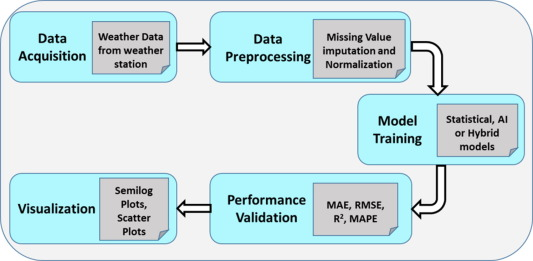 Data
Acquisition
Weather Data
from weather
station
Data
Preprocessing
Missing Value
imputation and
Normalization
Model
Training
Statistical, AI
or Hybrid
models
Visualization
Semilog
Plots,
Scatter
Plots
Performance
Validation
MAE, RMSE,
R², MAPE